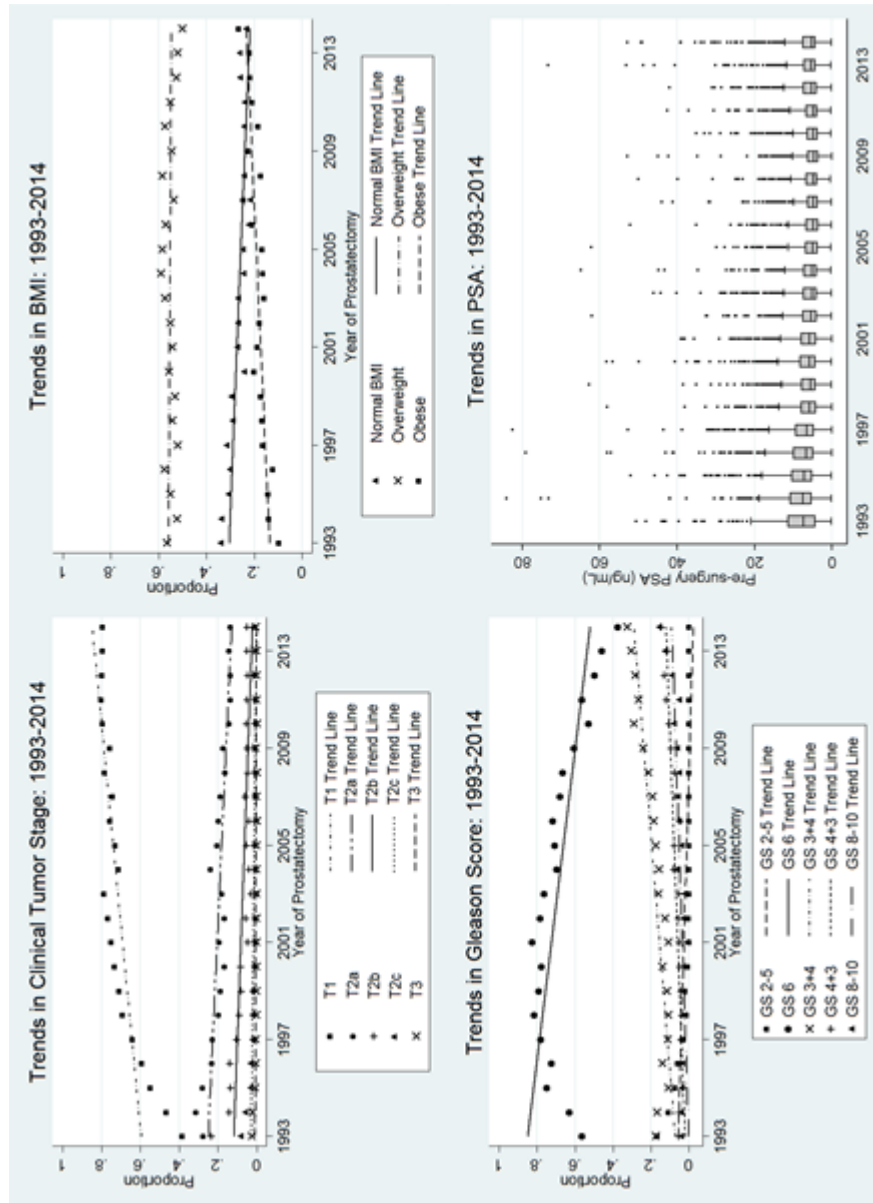 Trends in Clinical Tumor Stage: 1993-2014
Proportion
1
.8
.6
.4
.2
0
1993
1997
2001
2005
2009
2013
Year of Prostatectomy
T1
T1 Trend Line
T2a
T2a Trend Line
T2b
T2b Trend Line
T2c
T2c Trend Line
T3
T3 Trend Line
Trends in BMI: 1993-2014
Proportion
1
.8
.6
.4
.2
0
1993
1997
2001
2005
2009
2013
Year of Prostatectomy
Normal BMI
Normal BMI Trend Line
Overweight
Overweight Trend Line
Obese
Obese Trend Line
Trends in Gleason Score: 1993-2014
Proportion
1
.8
.6
.4
.2
0
1993
1997
2001
2005
2009
2013
Year of Prostatectomy
GS 2-5
GS 2-5 Trend Line
GS 6
GS 6 Trend Line
GS 3+4
GS 3+4 Trend Line
GS 4+3
GS 4+3 Trend Line
GS 8-10
GS 8-10 Trend Line
Trends in PSA: 1993-2014
Pre-surgery PSA (ng/mL)
80
60
40
20
0
1993
1997
2001
2005
2009
2013